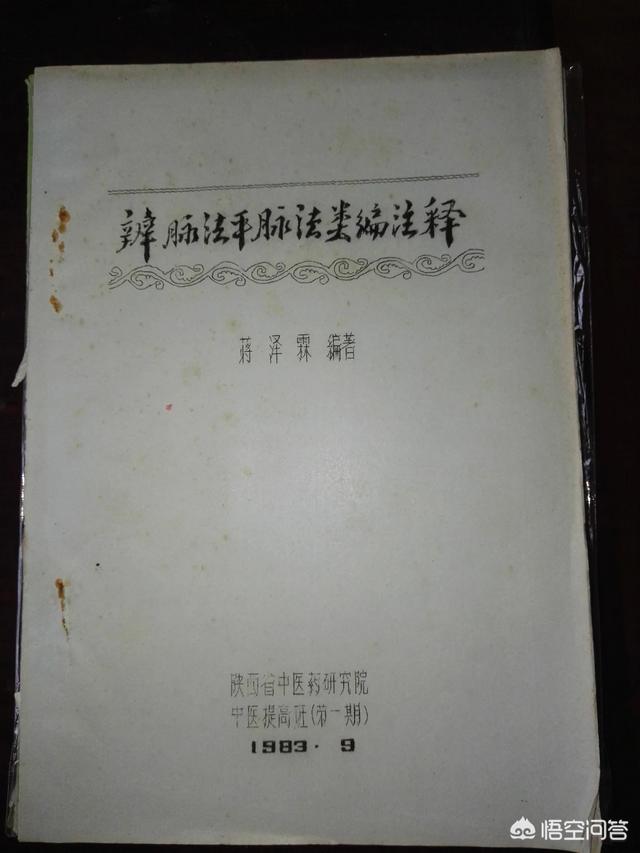 辨脉法平脉法类编注释
蒋泽霖 编著
陕西省中医药研究院
中医提高班(第一期)
1983.9
悟空问答